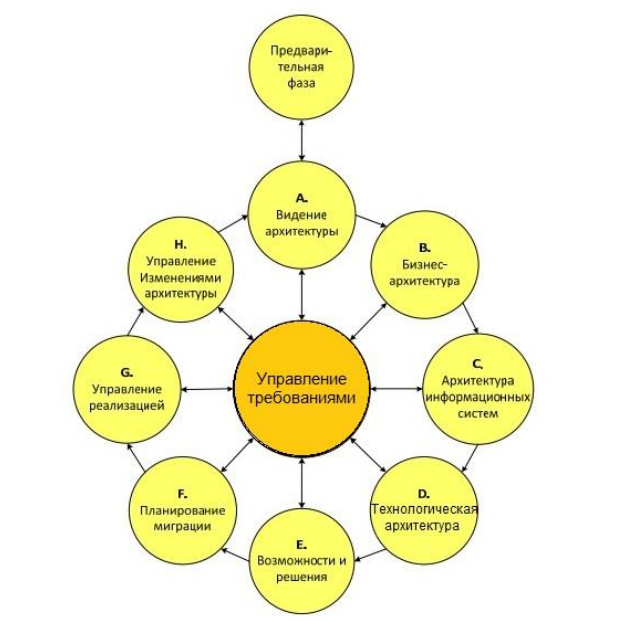 Предвари-
тельная
фаза
A.
Видение
архитектуры
B.
Бизнес-
архитектура
C.
Архитектура
информационных
систем
D.
Технологическая
архитектура
E.
Возможности и
решения
F.
Планирование
миграции
G.
Управление
реализацией
H.
Управление
Изменениями
архитектуры
Управление
требованиями